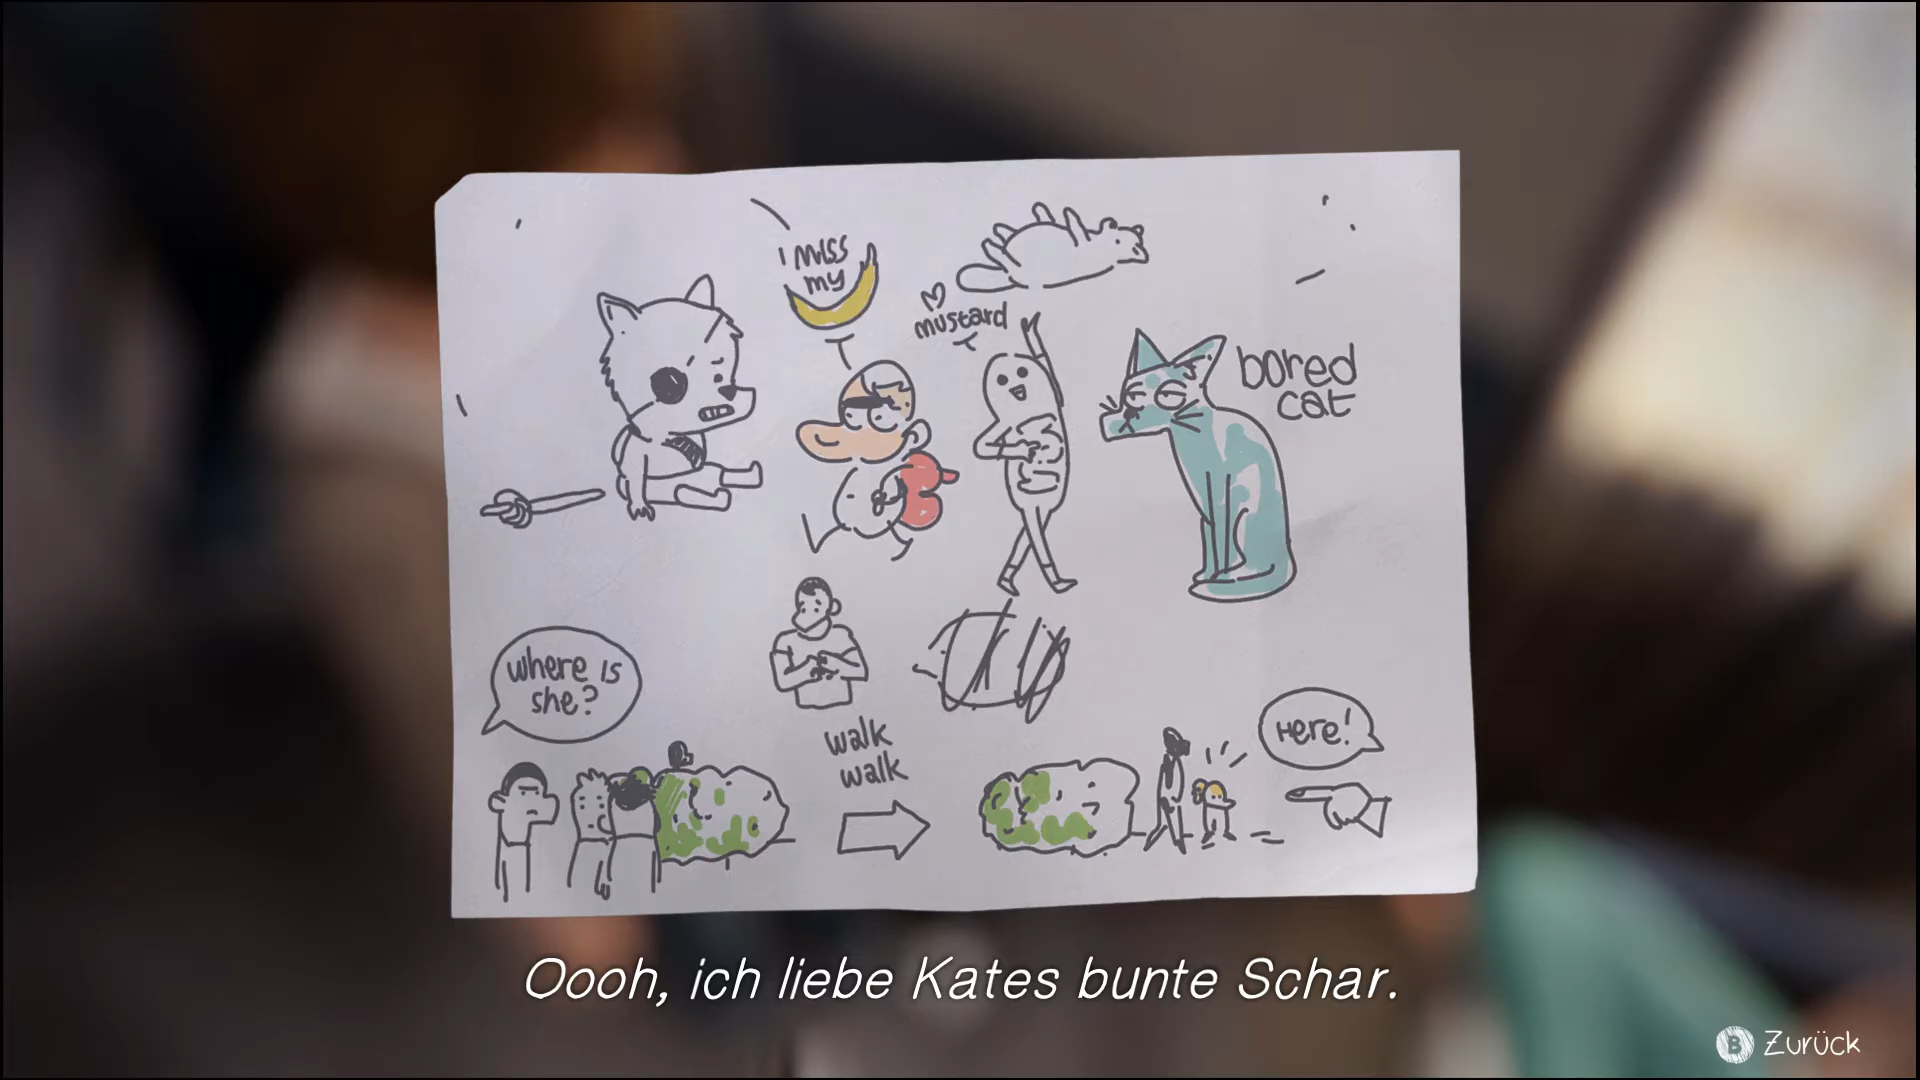 I miss
my
mustard
bored
cat
where is
she?
walk
walk
Here!
Oooh, ich liebe Kates bunte Schar.
B Zurück